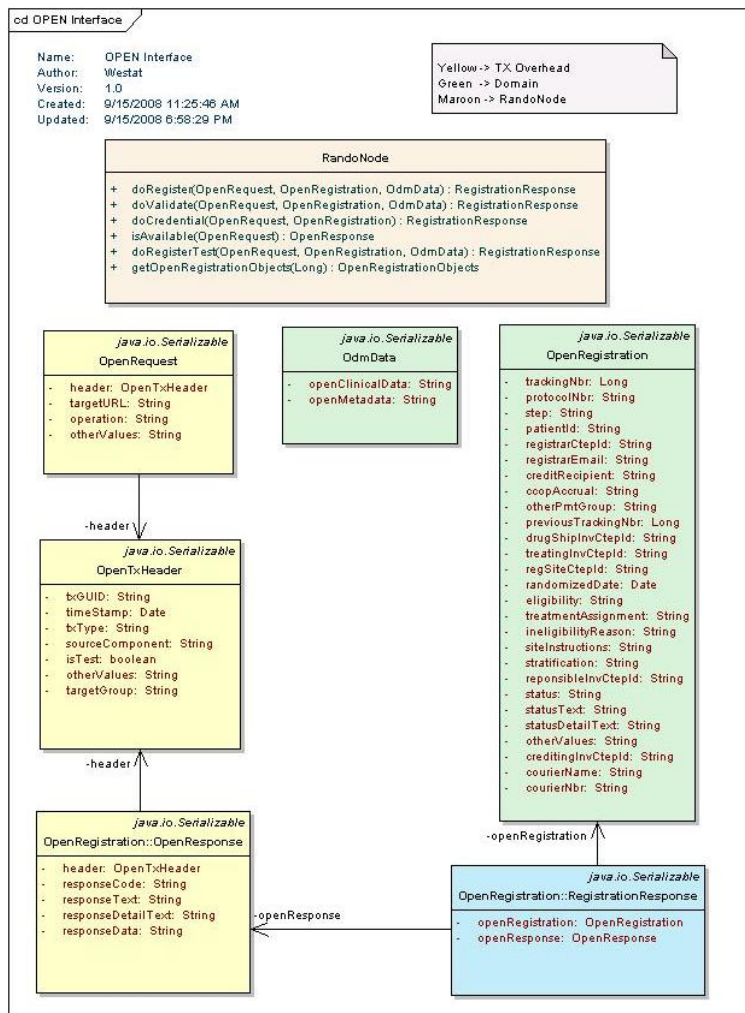 cd OPEN Interface
Name: OPEN Interface
Author: Westat
Version: 1.0
Created: 9/15/2008 11:25:46 AM
Updated: 9/15/2008 6:58:29 PM
Yellow -> TX Overhead
Green -> Domain
Maroon -> RandoNode
RandoNode
+ doRegister(OpenRequest, OpenRegistration, OdmData) : RegistrationResponse
+ doValidate(OpenRequest, OpenRegistration, OdmData) : RegistrationResponse
+ doCredential(OpenRequest, OpenRegistration) : RegistrationResponse
+ isAvailable(OpenRequest) : OpenResponse
+ doRegisterTest(OpenRequest, OpenRegistration, OdmData) : RegistrationResponse
+ getOpenRegistrationObjects(Long) : OpenRegistrationObjects
java.io.Serializable
OpenRequest
- header: OpenTxHeader
- targetURL: String
- operation: String
- otherValues: String
java.io.Serializable
OdmData
- openClinicalData: String
- openMetadata: String
java.io.Serializable
OpenRegistration
- trackingNbr: Long
- protocolNbr: String
- step: String
- patientId: String
- registrarCtepId: String
- registrarEmail: String
- creditRecipient: String
- ccopAccrual: String
- otherPmtGroup: String
- previousTrackingNbr: Long
- drugShipInvCtepId: String
- treatingInvCtepId: String
- regSiteCtepId: String
- randomizedDate: Date
- eligibility: String
- treatmentAssignment: String
- ineligibilityReason: String
- siteInstructions: String
- stratification: String
- reponsibleInvCtepId: String
- status: String
- statusText: String
- statusDetailText: String
- otherValues: String
- creditingInvCtepId: String
- courierName: String
- courierNbr: String
-header
java.io.Serializable
OpenTxHeader
- txGUID: String
- timeStamp: Date
- txType: String
- sourceComponent: String
- isTest: boolean
- otherValues: String
- targetGroup: String
-header
java.io.Serializable
OpenRegistration::OpenResponse
- header: OpenTxHeader
- responseCode: String
- responseText: String
- responseDetailText: String
- responseData: String
-openResponse
-openRegistration
java.io.Serializable
OpenRegistration::RegistrationResponse
- openRegistration: OpenRegistration
- openResponse: OpenResponse